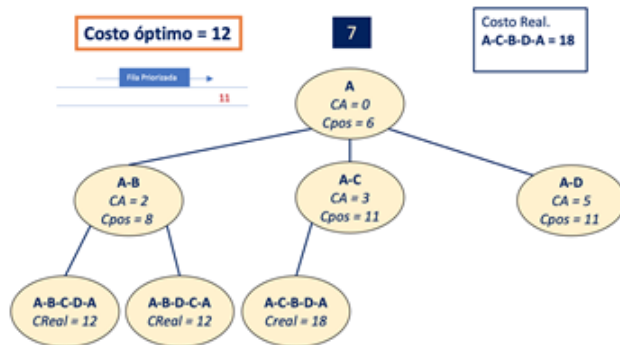 Costo óptimo = 12
7
Costo Real.
A-C-B-D-A = 18
Fila Priorizada
11
A
CA = 0
Cpos = 6
A-B
CA = 2
Cpos = 8
A-C
CA = 3
Cpos = 11
A-D
CA = 5
Cpos = 11
A-B-C-D-A
CReal = 12
A-B-D-C-A
CReal = 12
A-C-B-D-A
Creal = 18